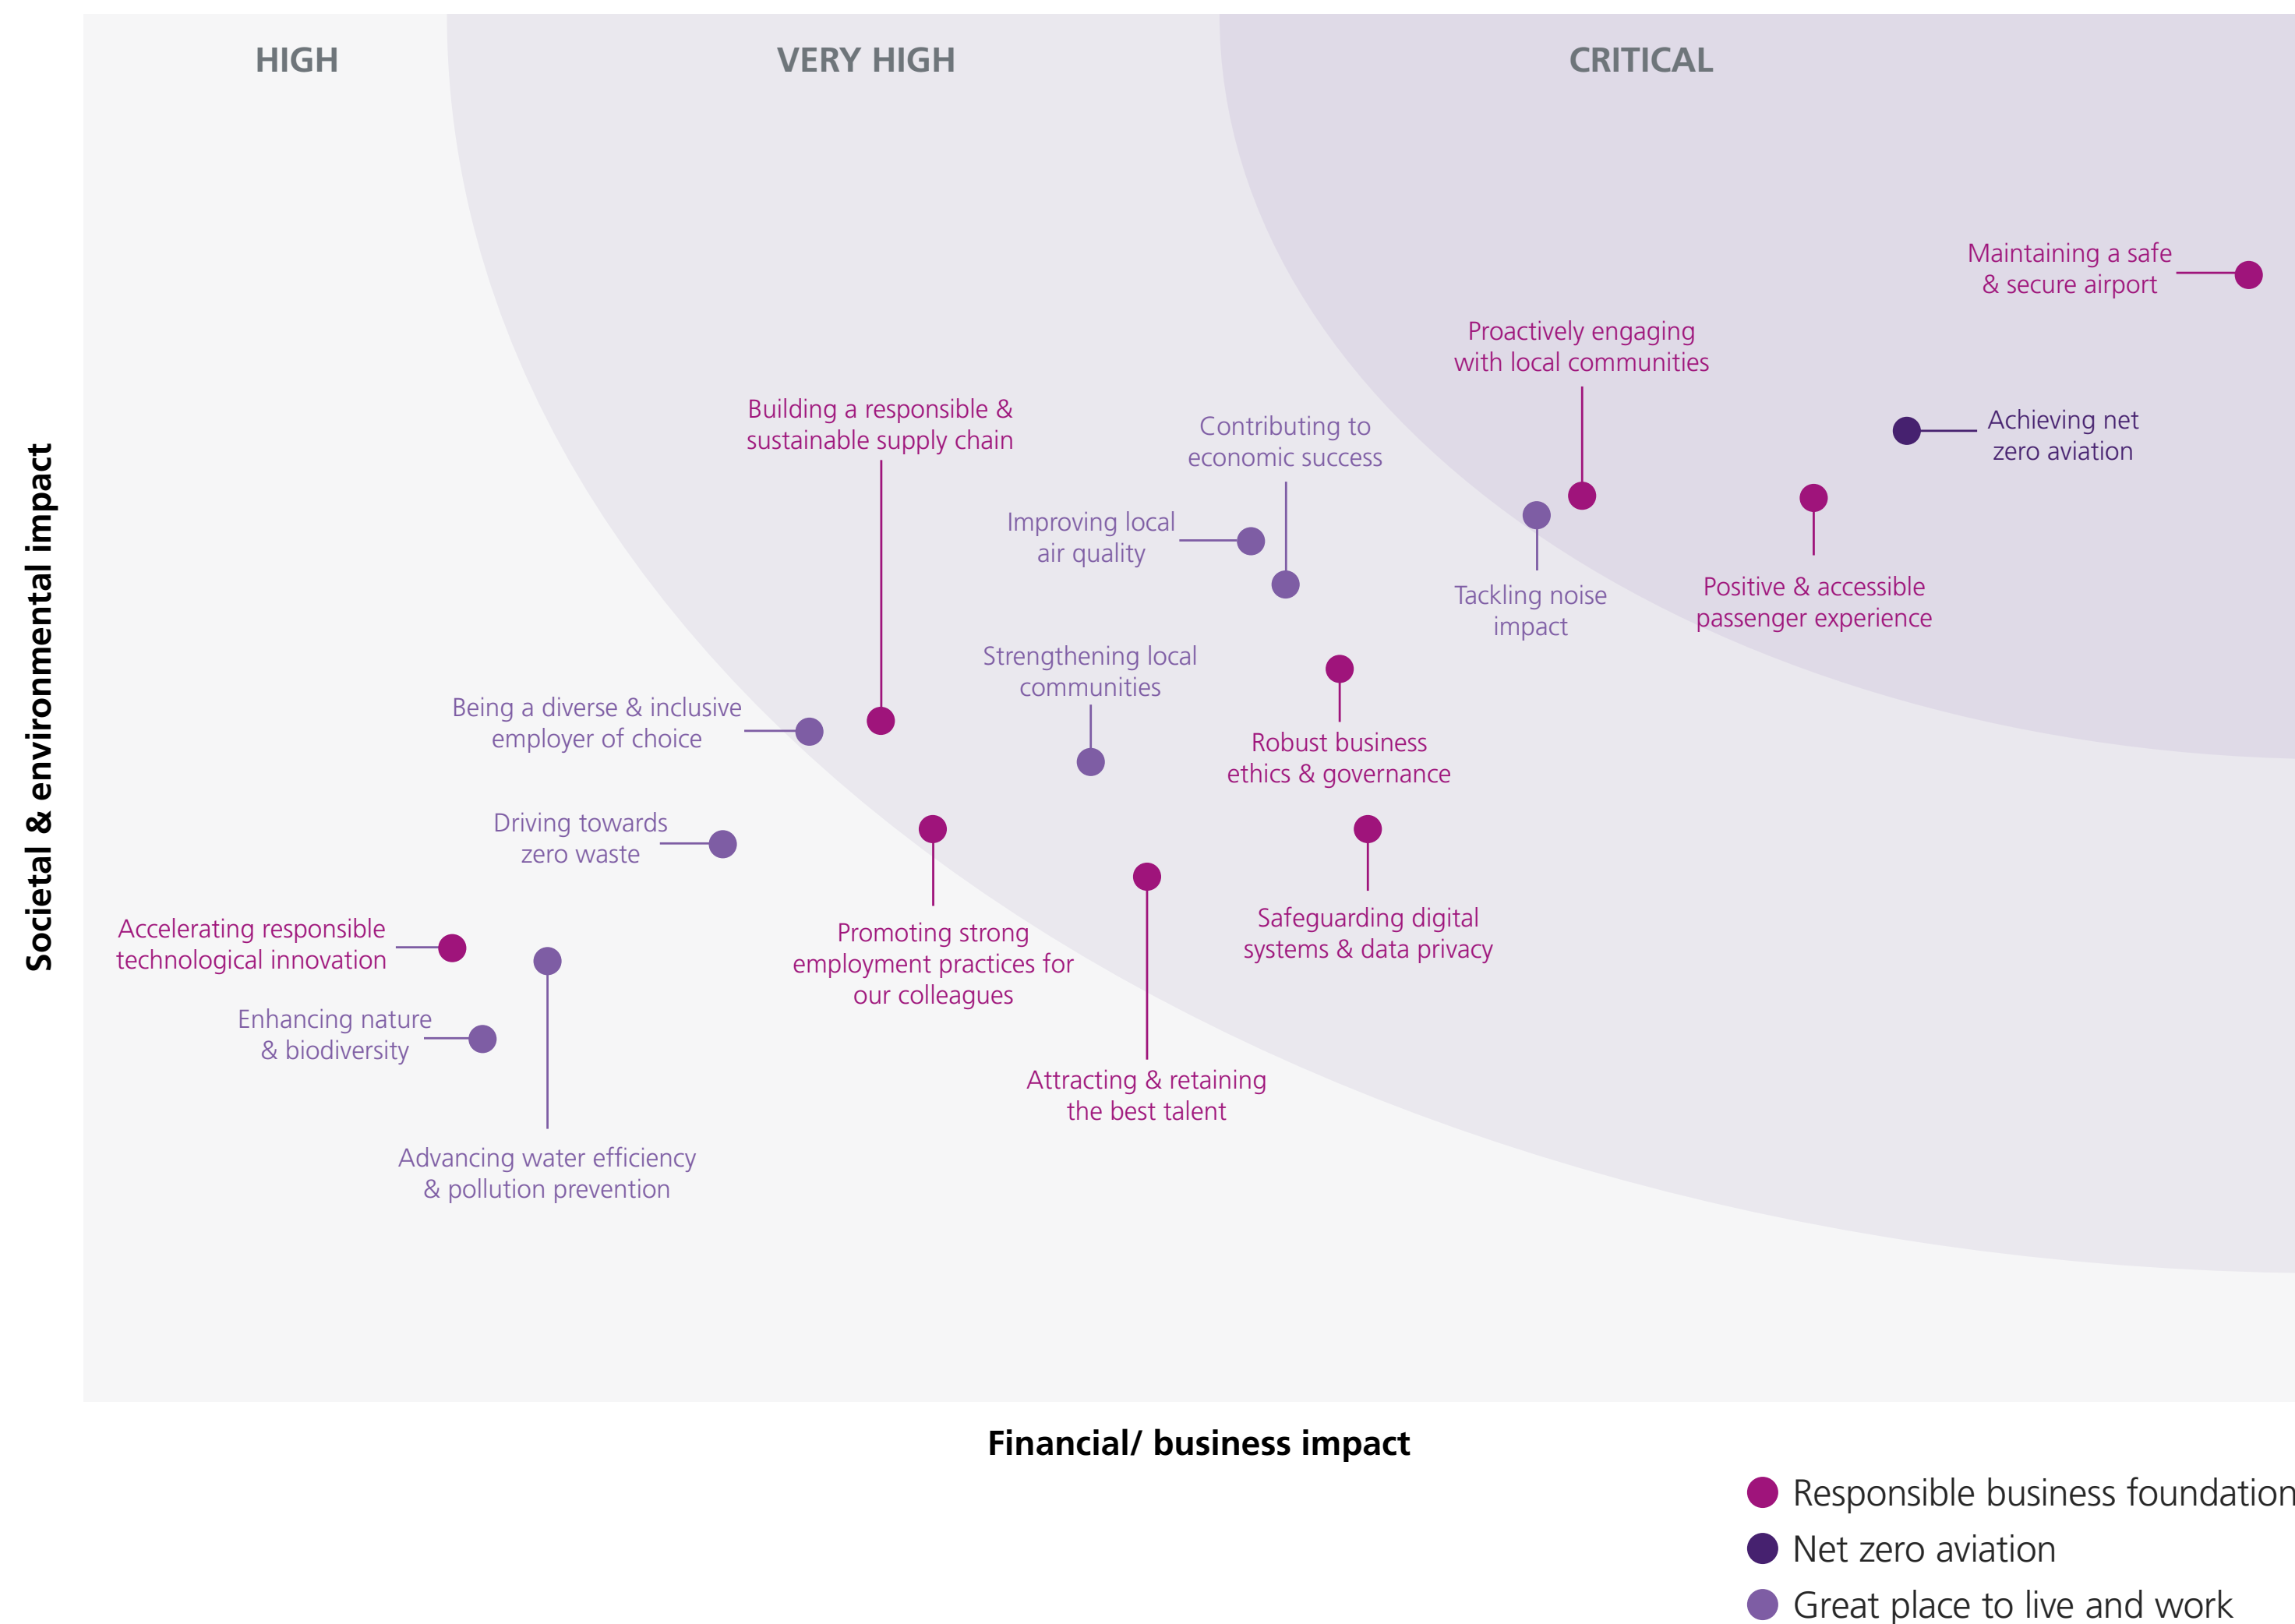 HIGH
VERY HIGH
CRITICAL
Maintaining a safe
& secure airport
Proactively engaging
with local communities
Building a responsible &
sustainable supply chain
Contributing to
economic success
Achieving net
zero aviation
Improving local
air quality
Tackling noise
impact
Positive & accessible
passenger experience
Strengthening local
communities
Being a diverse & inclusive
employer of choice
Robust business
ethics & governance
Driving towards
zero waste
Accelerating responsible
technological innovation
Promoting strong
employment practices for
our colleagues
Safeguarding digital
systems & data privacy
Enhancing nature
& biodiversity
Attracting & retaining
the best talent
Advancing water efficiency
& pollution prevention
Societal & environmental impact
Financial/ business impact
Responsible business foundation
Net zero aviation
Great place to live and work